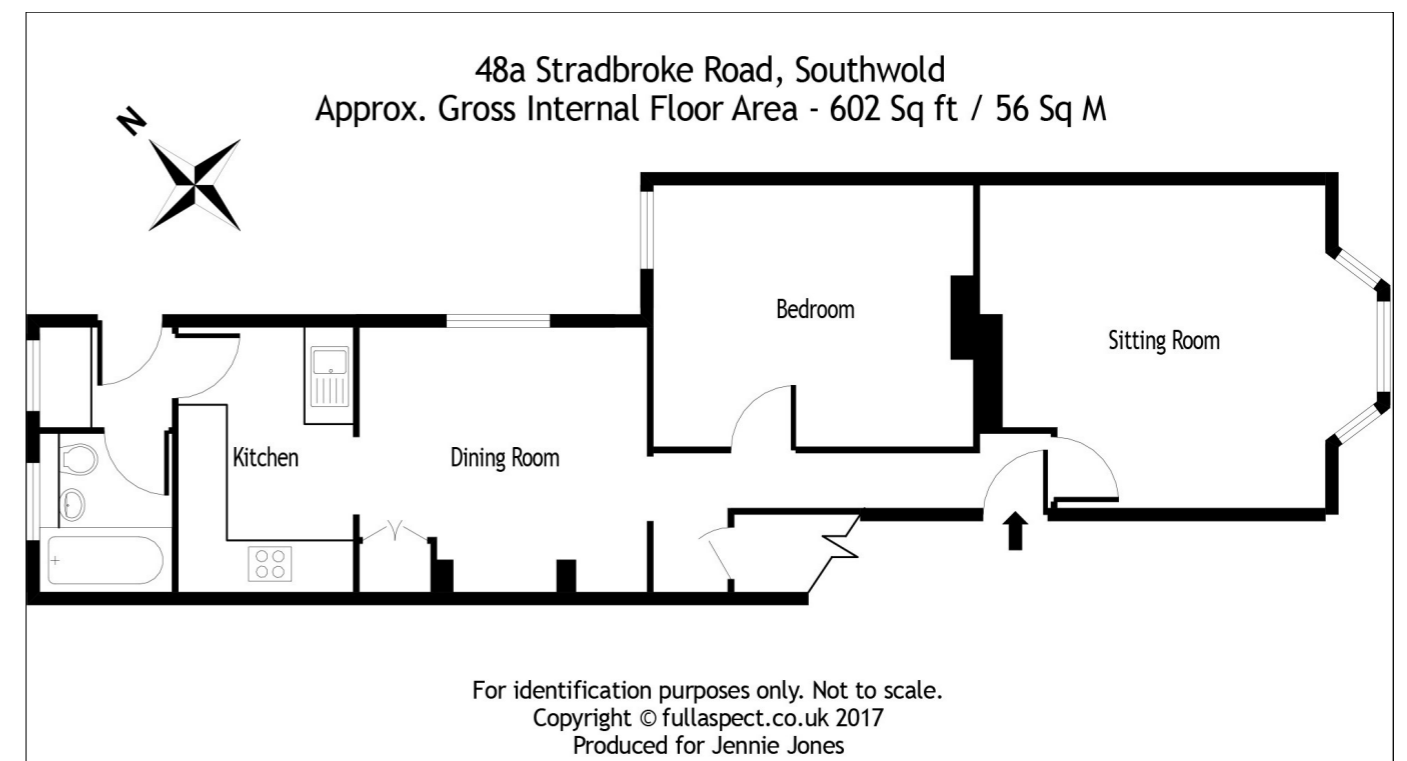 48a Stradbroke Road, Southwold
Approx. Gross Internal Floor Area - 602 Sq ft / 56 Sq M
N
Bedroom
Sitting Room
Kitchen
Dining Room
For identification purposes only. Not to scale.
Copyright © fullaspect.co.uk 2017
Produced for Jennie Jones